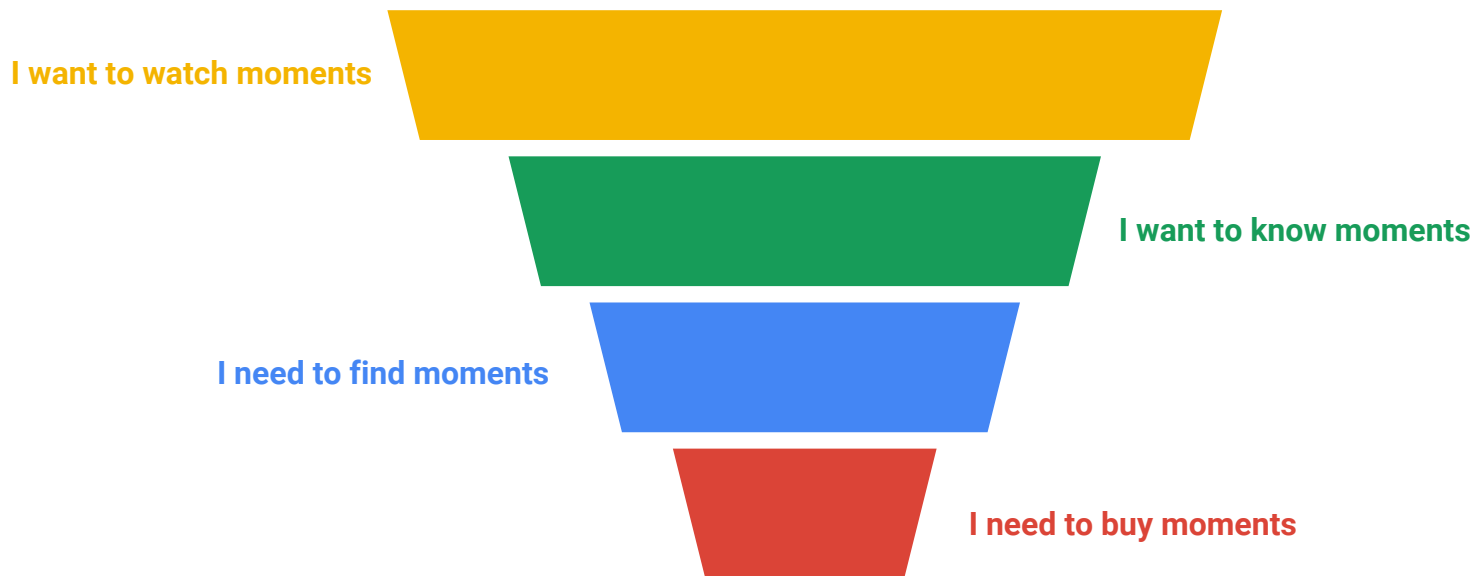 I want to watch moments
I want to know moments
I need to find moments
I need to buy moments